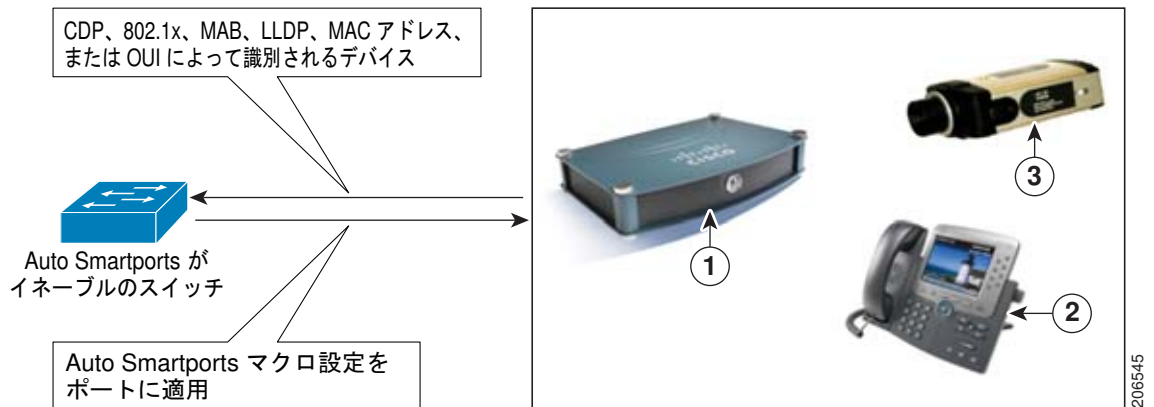 CDP、802.1x、MAB、LLDP、MAC アドレス、
または OUI によって識別されるデバイス
Auto Smartports が
イネーブルのスイッチ
Auto Smartports マクロ設定を
ポートに適用
CISCO
1
3
2
206545